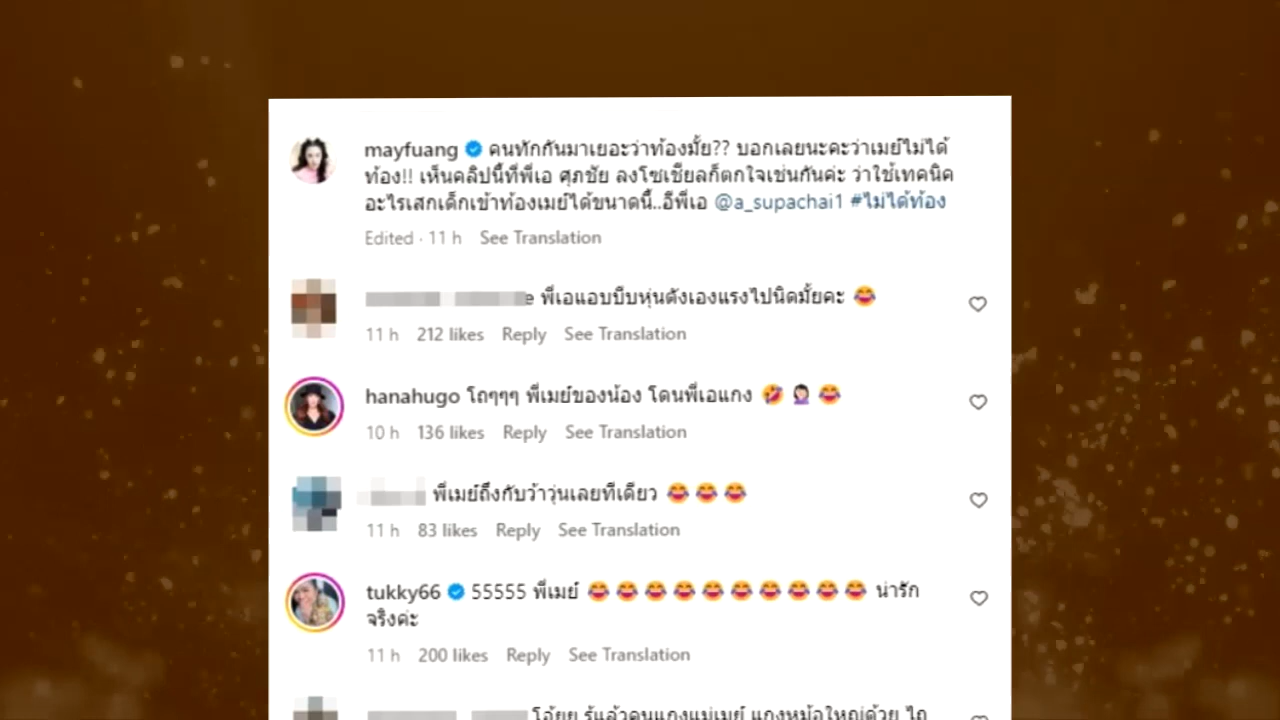 mayfuang คนทักกันมาเยอะว่าท้องมั้ย?? บอกเลยนะคะว่าเมย์ไม่ได้
ท้อง!! เห็นคลิปนี้ที่พี่เอ ศุภชัย ลงโซเชียลก็ตกใจเช่นกันค่ะ ว่าใช้เทคนิค
อะไรเสกเด็กเข้าท้องเมย์ได้ขนาดนี้..อีพี่เอ @a_supachai1 #ไม่ได้ท้อง
Edited · 11 h See Translation
e พี่เอแอบบีบหุ่นตังเองแรงไปนิดมั้ยคะ 😂
11 h 212 likes Reply See Translation
hanahugo โถๆๆๆ พี่เมย์ของน้อง โดนพี่เอแกง 🤣 🤦🏻‍♀️ 😂
10 h 136 likes Reply See Translation
พี่เมย์ถึงกับว้าวุ่นเลยทีเดียว 😂 😂 😂
11 h 83 likes Reply See Translation
tukky66 55555 พี่เมย์ 😂 😂 😂 😂 😂 😂 😂 😂 😂 😂 น่ารัก
จริงค่ะ
11 h 200 likes Reply See Translation
โอ้ยย รู้แล้วคนแกงแม่เมย์ แกงหม้อใหญ่ด้วย